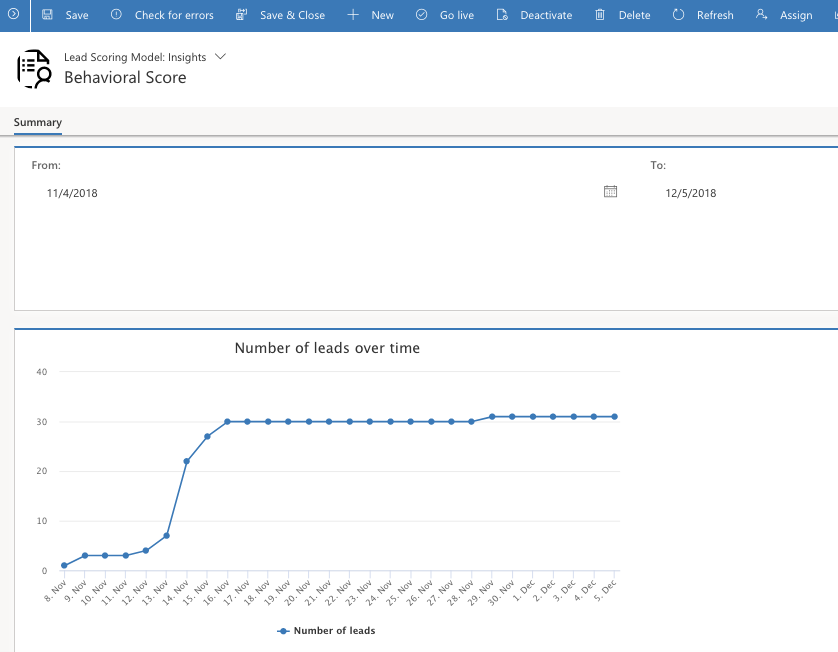 Save Check for errors Save & Close New Go live Deactivate Delete Refresh Assign
Lead Scoring Model: Insights
Behavioral Score
Summary
From: To:
11/4/2018 12/5/2018
Number of leads over time
40
30
20
10
0
8. Nov 9. Nov 10. Nov 11. Nov 12. Nov 13. Nov 14. Nov 15. Nov 16. Nov 17. Nov 18. Nov 19. Nov 20. Nov 21. Nov 22. Nov 23. Nov 24. Nov 25. Nov 26. Nov 27. Nov 28. Nov 29. Nov 30. Nov 1. Dec 2. Dec 3. Dec 4. Dec 5. Dec
Number of leads